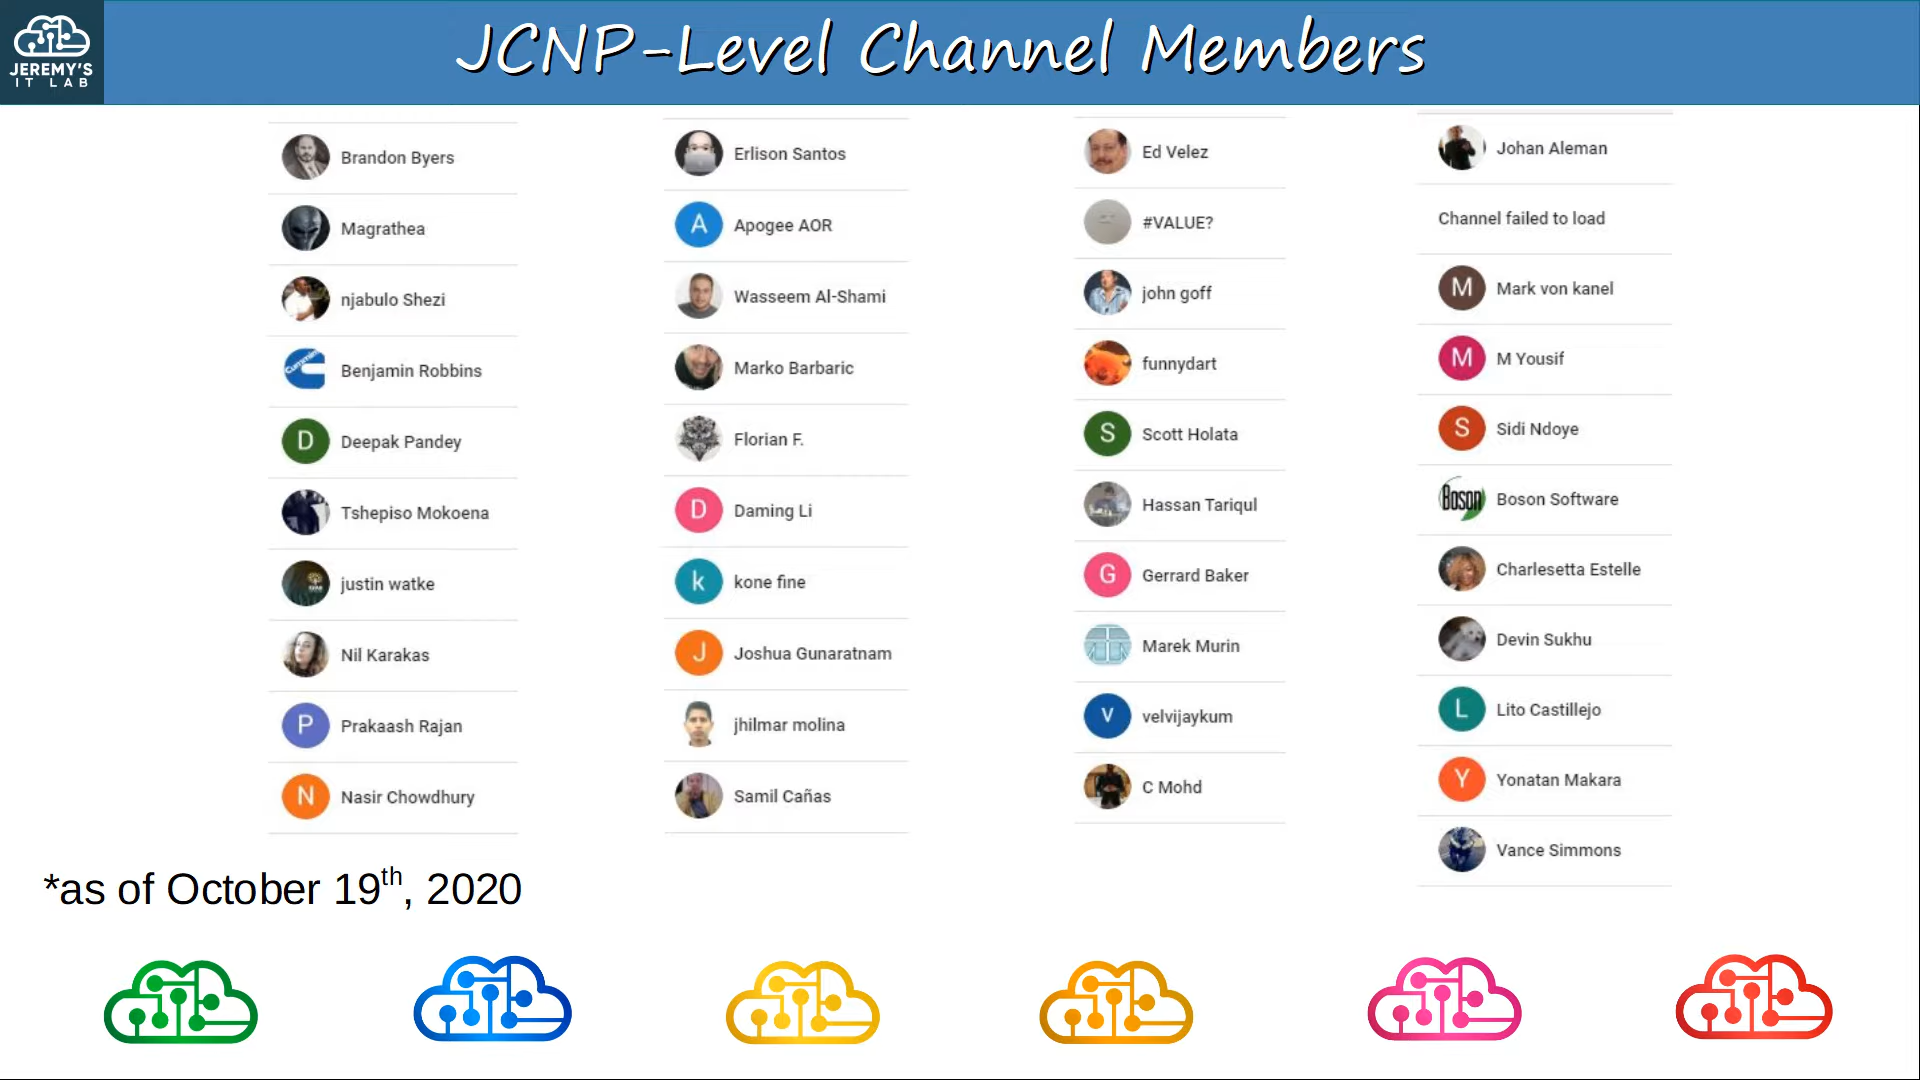 JEREMY'S
IT LAB
JCNP-Level Channel Members
Brandon Byers
Magrathea
njabulo Shezi
Cummins
Benjamin Robbins
D
Deepak Pandey
Tshepiso Mokoena
justin watke
Nil Karakas
P
Prakaash Rajan
N
Nasir Chowdhury
Erlison Santos
A
Apogee AOR
Wasseem Al-Shami
Marko Barbaric
Florian F.
D
Daming Li
k
kone fine
J
Joshua Gunaratnam
jhilmar molina
Samil Cañas
Ed Velez
#VALUE?
john goff
funnydart
S
Scott Holata
Hassan Tariqul
G
Gerrard Baker
Marek Murin
v
velvijaykum
C Mohd
Johan Aleman
Channel failed to load
M
Mark von kanel
M
M Yousif
S
Sidi Ndoye
Boson
Boson Software
Charlesetta Estelle
Devin Sukhu
L
Lito Castillejo
Y
Yonatan Makara
Vance Simmons
*as of October 19th, 2020